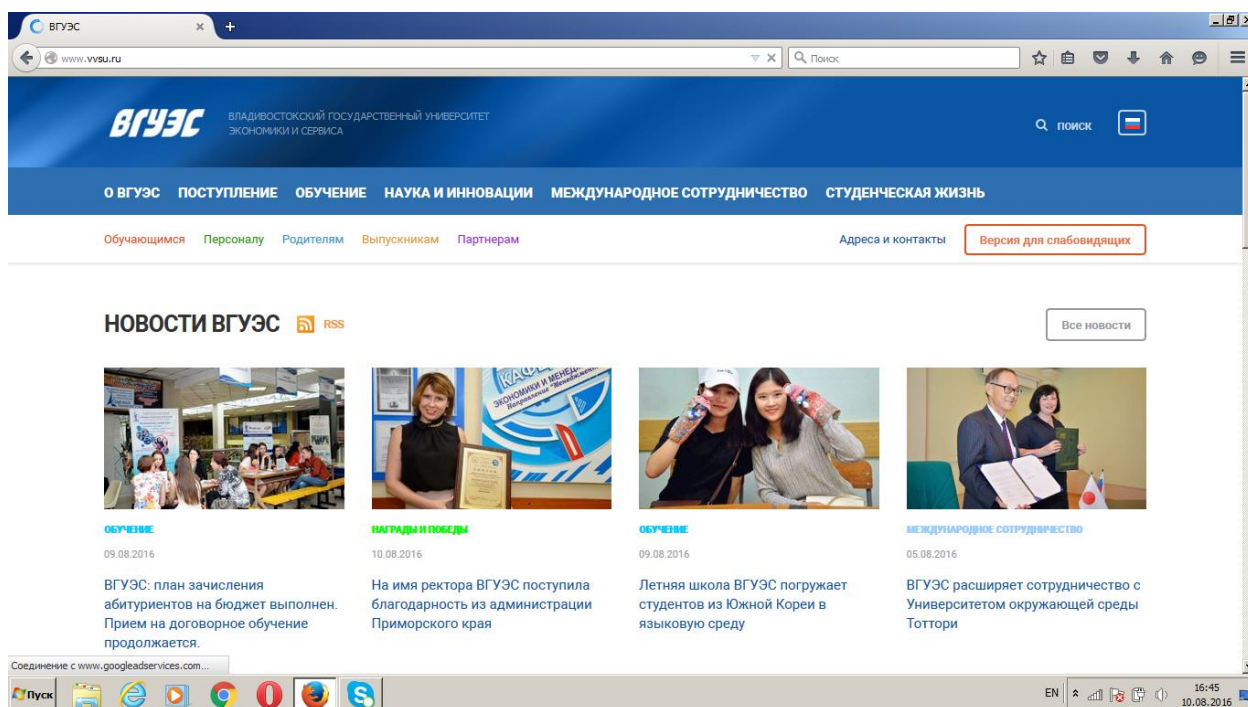 ВГУЭС
www.vvsu.ru
Поиск
ВГУЭС
ВЛАДИВОСТОКСКИЙ ГОСУДАРСТВЕННЫЙ УНИВЕРСИТЕТ
ЭКОНОМИКИ И СЕРВИСА
поиск
О ВГУЭС ПОСТУПЛЕНИЕ ОБУЧЕНИЕ НАУКА И ИННОВАЦИИ МЕЖДУНАРОДНОЕ СОТРУДНИЧЕСТВО СТУДЕНЧЕСКАЯ ЖИЗНЬ
Обучающимся Персоналу Родителям Выпускникам Партнерам Адреса и контакты Версия для слабовидящих
НОВОСТИ ВГУЭС RSS Все новости
ЭКОНОМИКИ И МЕНЕДЖ
Направление "Менеджмент"
ОБУЧЕНИЕ
09.08.2016
ВГУЭС: план зачисления
абитуриентов на бюджет выполнен.
Прием на договорное обучение
продолжается.
НАГРАДЫ И ПОБЕДЫ
10.08.2016
На имя ректора ВГУЭС поступила
благодарность из администрации
Приморского края
ОБУЧЕНИЕ
09.08.2016
Летняя школа ВГУЭС погружает
студентов из Южной Кореи в
языковую среду
МЕЖДУНАРОДНОЕ СОТРУДНИЧЕСТВО
05.08.2016
ВГУЭС расширяет сотрудничество с
Университетом окружающей среды
Тоттори
Соединение с www.googleadservices.com...
Пуск
EN
16:45
10.08.2016